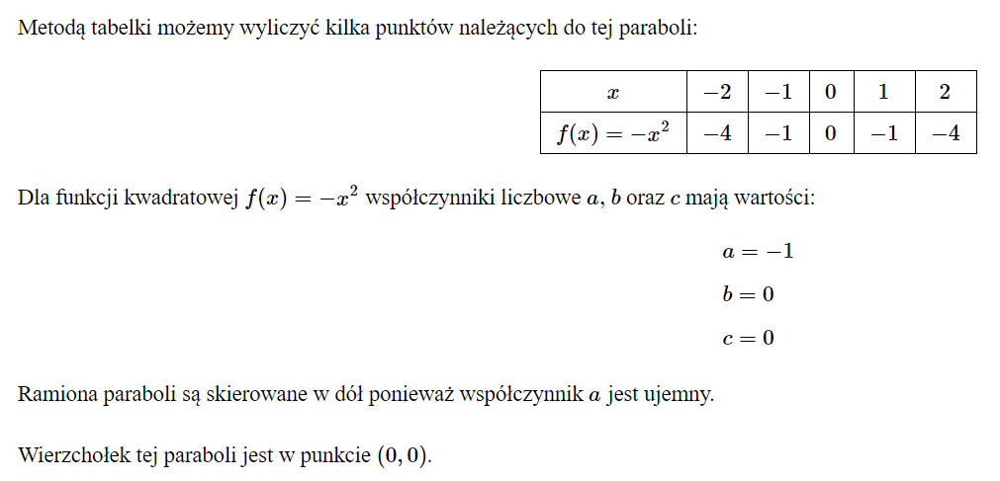 Metodą tabelki możemy wyliczyć kilka punktów należących do tej paraboli:
x −2 −1 0 1 2
f(x) = −x² −4 −1 0 −1 −4
Dla funkcji kwadratowej f(x) = −x² współczynniki liczbowe a, b oraz c mają wartości:
a = −1
b = 0
c = 0
Ramiona paraboli są skierowane w dół ponieważ współczynnik a jest ujemny.
Wierzchołek tej paraboli jest w punkcie (0, 0).